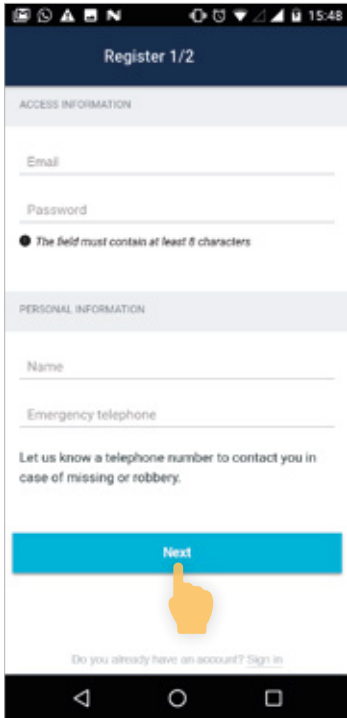 15:48
Register 1/2
ACCESS INFORMATION
Email
Password
The field must contain at least 8 characters
PERSONAL INFORMATION
Name
Emergency telephone
Let us know a telephone number to contact you in
case of missing or robbery.
Next
Do you already have an account? Sign in